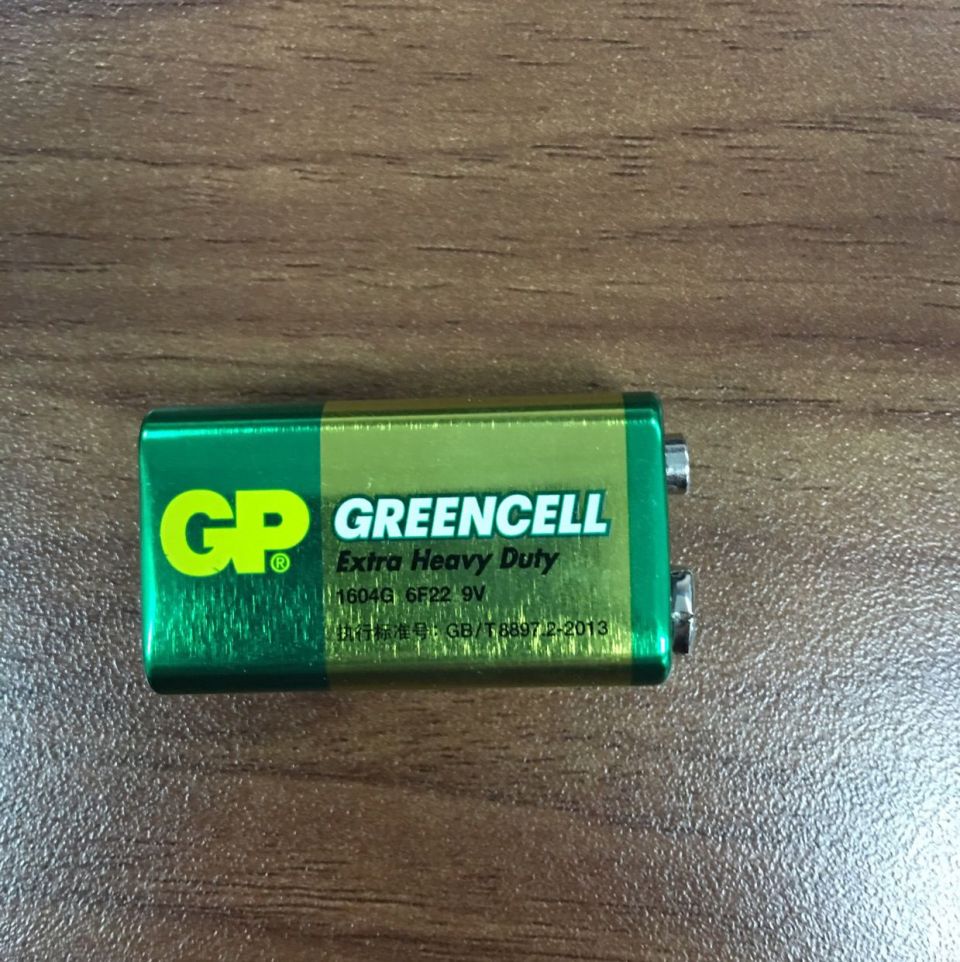 GP®
GREENCELL
Extra Heavy Duty
1604G 6F22 9V
执行标准号: GB/T8897.2-2013